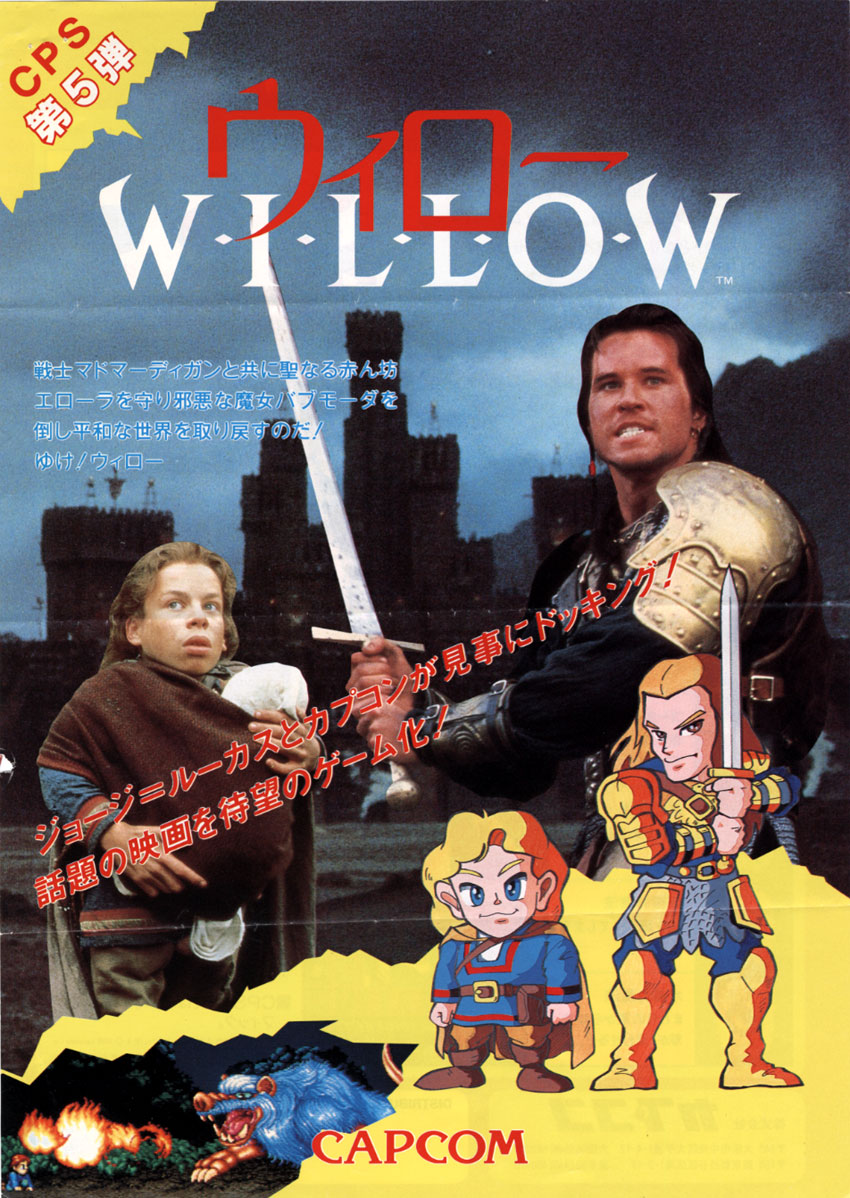 CPS
第5弾
ウィロー
W·I·L·L·O·W™
戦士マドマーディガンと共に聖なる赤ん坊
エローラを守り邪悪な魔女バブモーダを
倒し平和な世界を取り戻すのだ!
ゆけ!ウィロー
ジョージ=ルーカスとカプコンが見事にドッキング!
話題の映画を待望のゲーム化!
CAPCOM